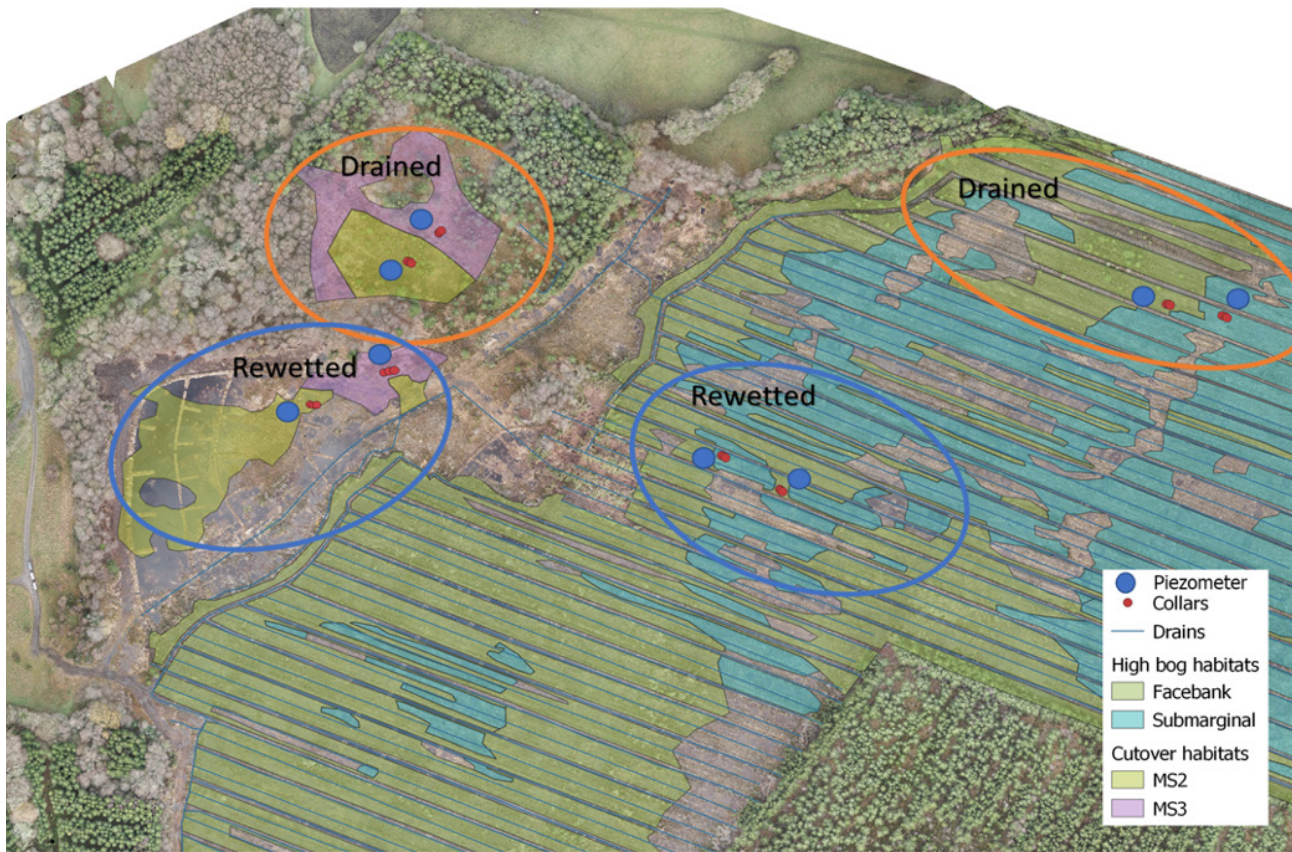 Drained
Drained
Rewetted
Rewetted
Piezometer
Collars
Drains
High bog habitats
Facebank
Submarginal
Cutover habitats
MS2
MS3